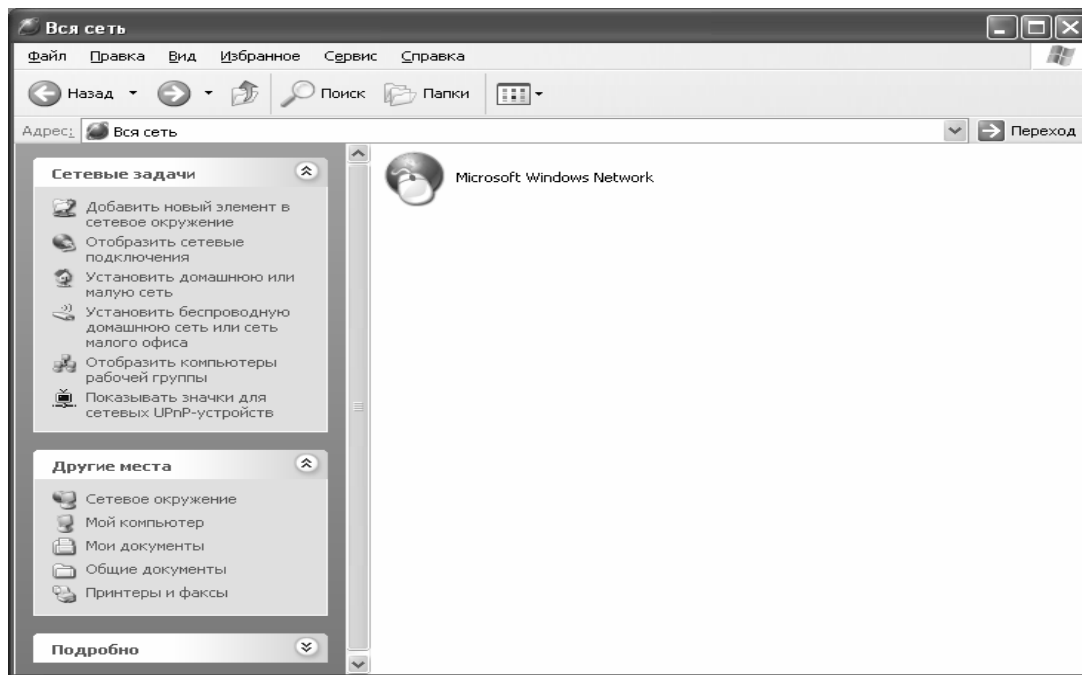 Вся сеть
Файл Правка Вид Избранное Сервис Справка
Назад Поиск Папки
Адрес: Вся сеть Переход
Сетевые задачи
Добавить новый элемент в
сетевое окружение
Отобразить сетевые
подключения
Установить домашнюю или
малую сеть
Установить беспроводную
домашнюю сеть или сеть
малого офиса
Отобразить компьютеры
рабочей группы
Показывать значки для
сетевых UPnP-устройств
Другие места
Сетевое окружение
Мой компьютер
Мои документы
Общие документы
Принтеры и факсы
Подробно
Microsoft Windows Network